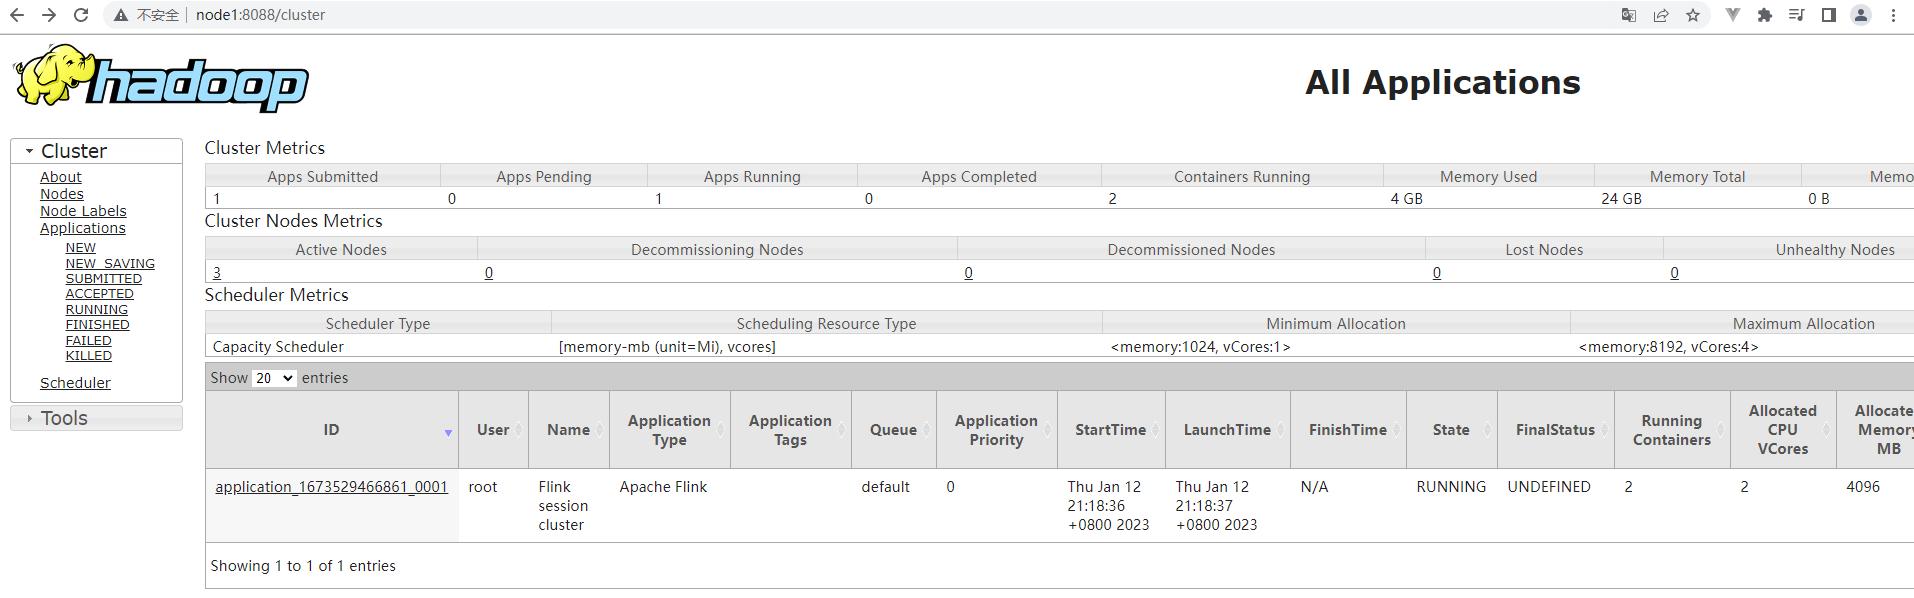 不安全 node1:8088/cluster
hadoop
All Applications
Cluster
About
Nodes
Node Labels
Applications
NEW
NEW_SAVING
SUBMITTED
ACCEPTED
RUNNING
FINISHED
FAILED
KILLED
Scheduler
Tools
Cluster Metrics
Apps Submitted Apps Pending Apps Running Apps Completed Containers Running Memory Used Memory Total Memo
1 0 1 0 2 4 GB 24 GB 0 B
Cluster Nodes Metrics
Active Nodes Decommissioning Nodes Decommissioned Nodes Lost Nodes Unhealthy Nodes
3 0 0 0 0
Scheduler Metrics
Scheduler Type Scheduling Resource Type Minimum Allocation Maximum Allocation
Capacity Scheduler [memory-mb (unit=Mi), vcores] <memory:1024, vCores:1> <memory:8192, vCores:4>
Show 20 entries
ID User Name Application Type Application Tags Queue Application Priority StartTime LaunchTime FinishTime State FinalStatus Running Containers Allocated CPU VCores Allocate Memory MB
application_1673529466861_0001 root Flink session cluster Apache Flink default 0 Thu Jan 12 21:18:36 +0800 2023 Thu Jan 12 21:18:37 +0800 2023 N/A RUNNING UNDEFINED 2 2 4096
Showing 1 to 1 of 1 entries